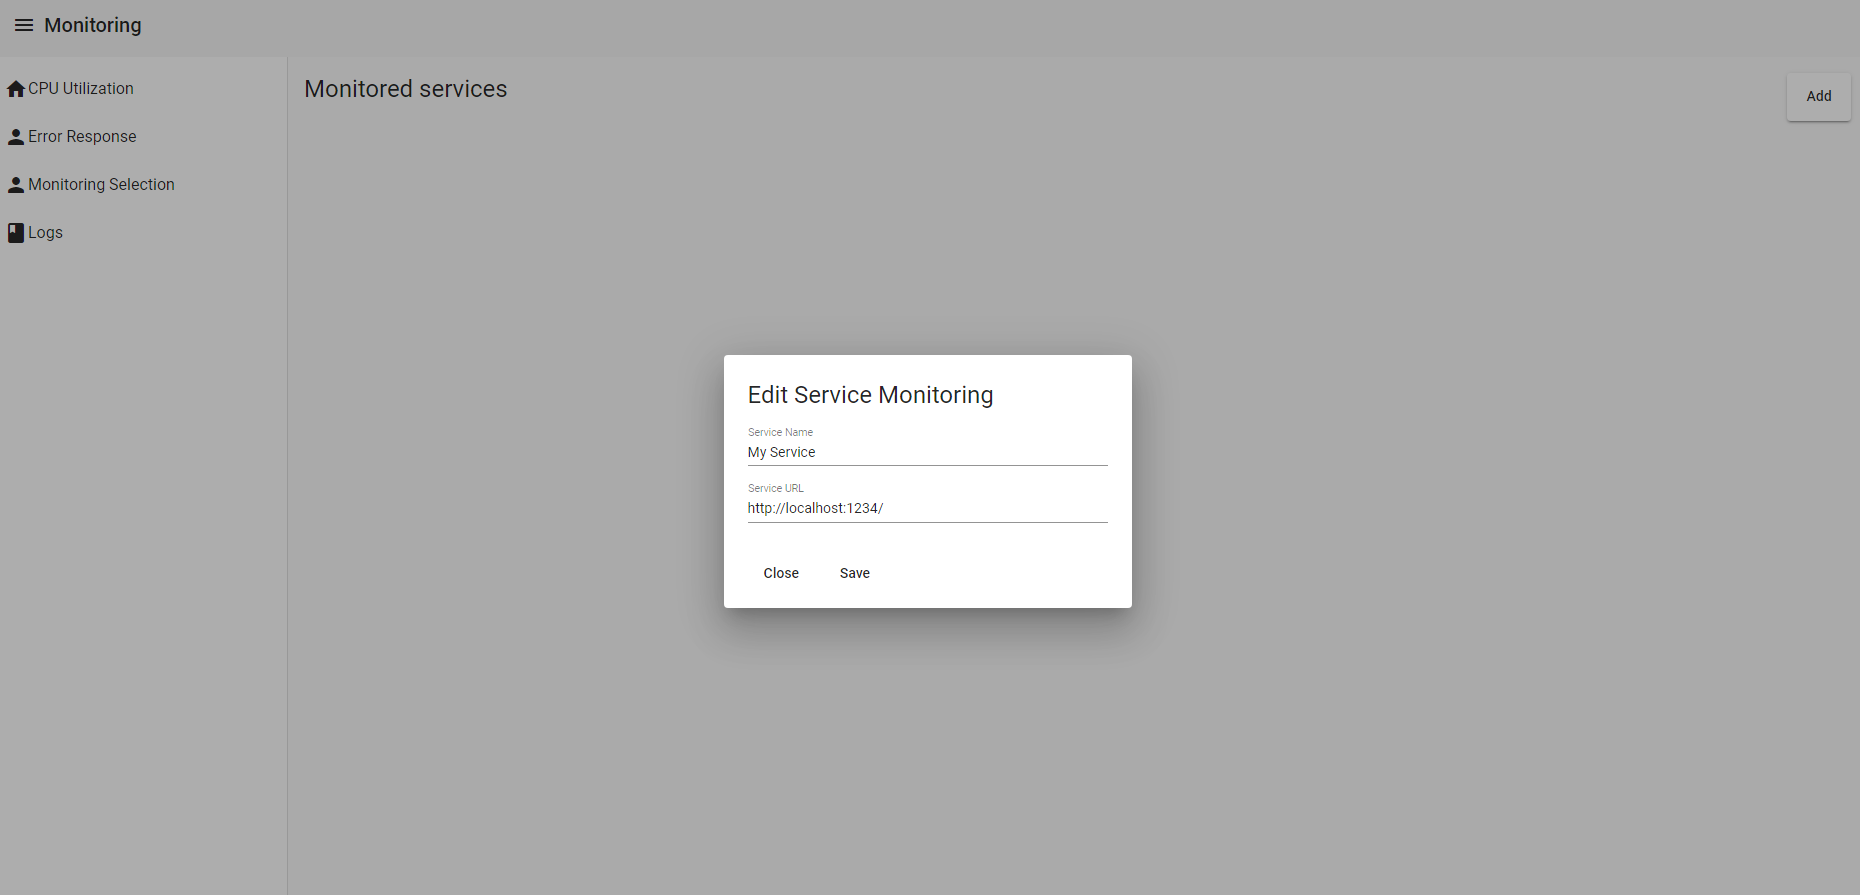 Monitoring
CPU Utilization
Error Response
Monitoring Selection
Logs
Monitored services
Add
Edit Service Monitoring
Service Name
My Service
Service URL
http://localhost:1234/
Close Save